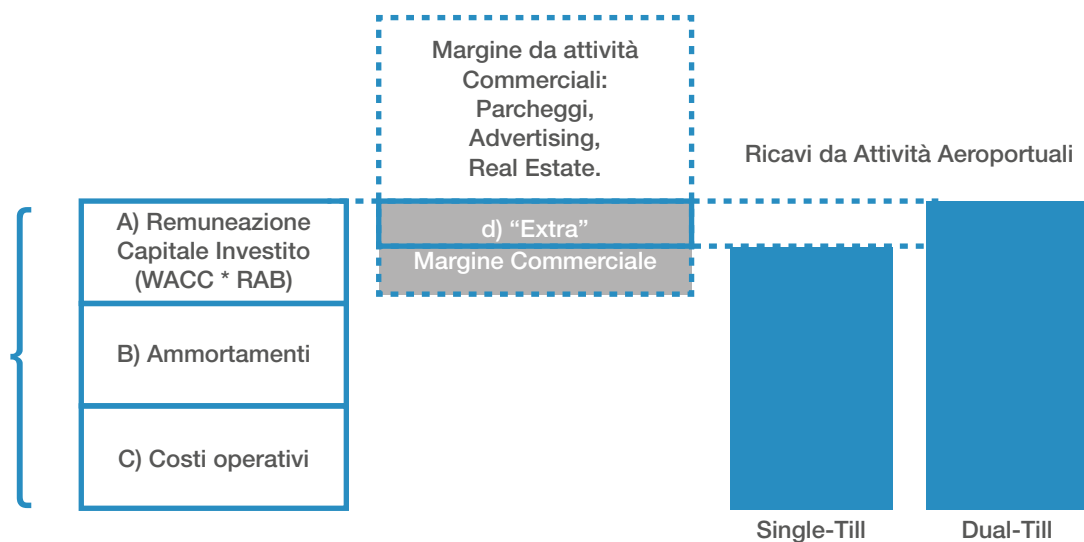 Margine da attività
Commerciali:
Parcheggi,
Advertising,
Real Estate.
Ricavi da Attività Aeroportuali
A) Remuneazione
Capitale Investito
(WACC * RAB)
d) “Extra”
Margine Commerciale
B) Ammortamenti
C) Costi operativi
Single-Till
Dual-Till